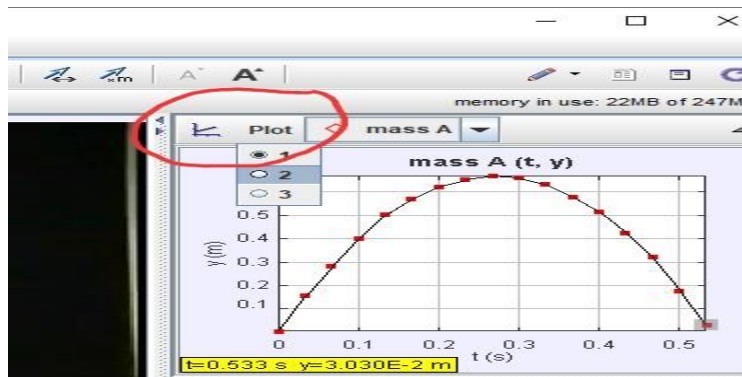 A˅ A˄
memory in use: 22MB of 247M
Plot mass A
1
2
3
mass A (t, y)
y (m)
0.5
0.4
0.3
0.2
0.1
0 0.1 0.2 0.3 0.4 0.5
t (s)
t=0.533 s y=3.030E-2 m